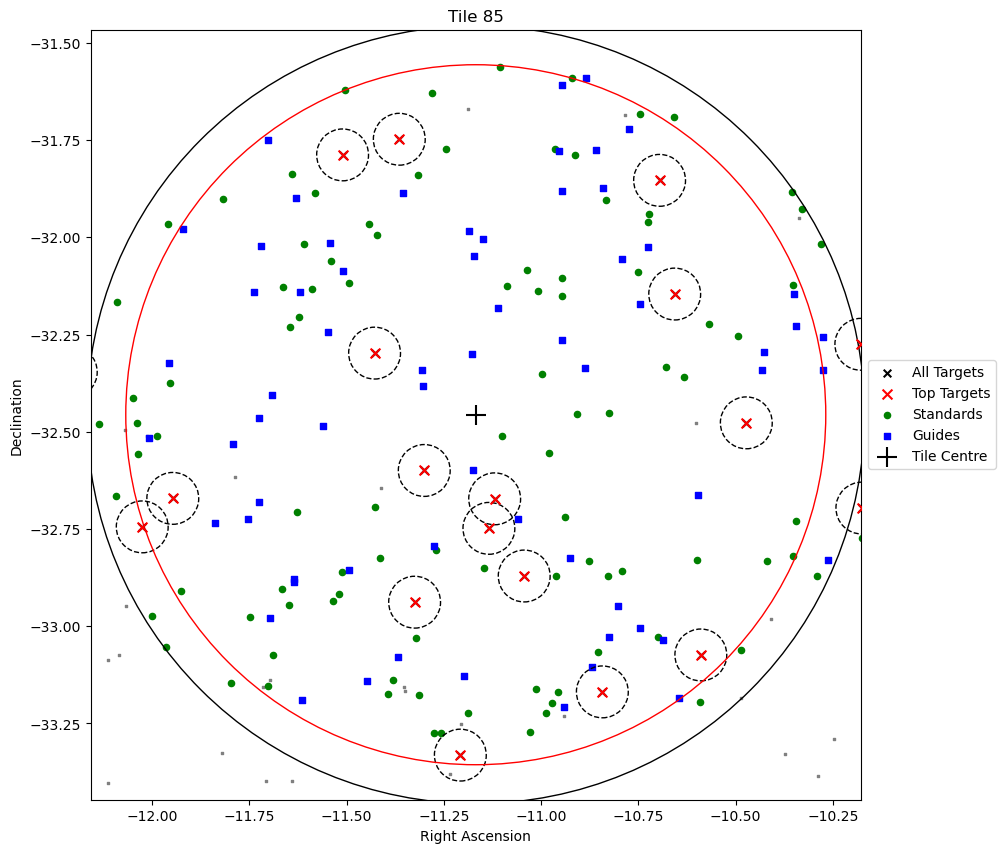 Tile 85
−31.50
−31.75
−32.00
−32.25
−32.50
−32.75
−33.00
−33.25
Declination
−12.00 −11.75 −11.50 −11.25 −11.00 −10.75 −10.50 −10.25
Right Ascension
All Targets
Top Targets
Standards
Guides
Tile Centre